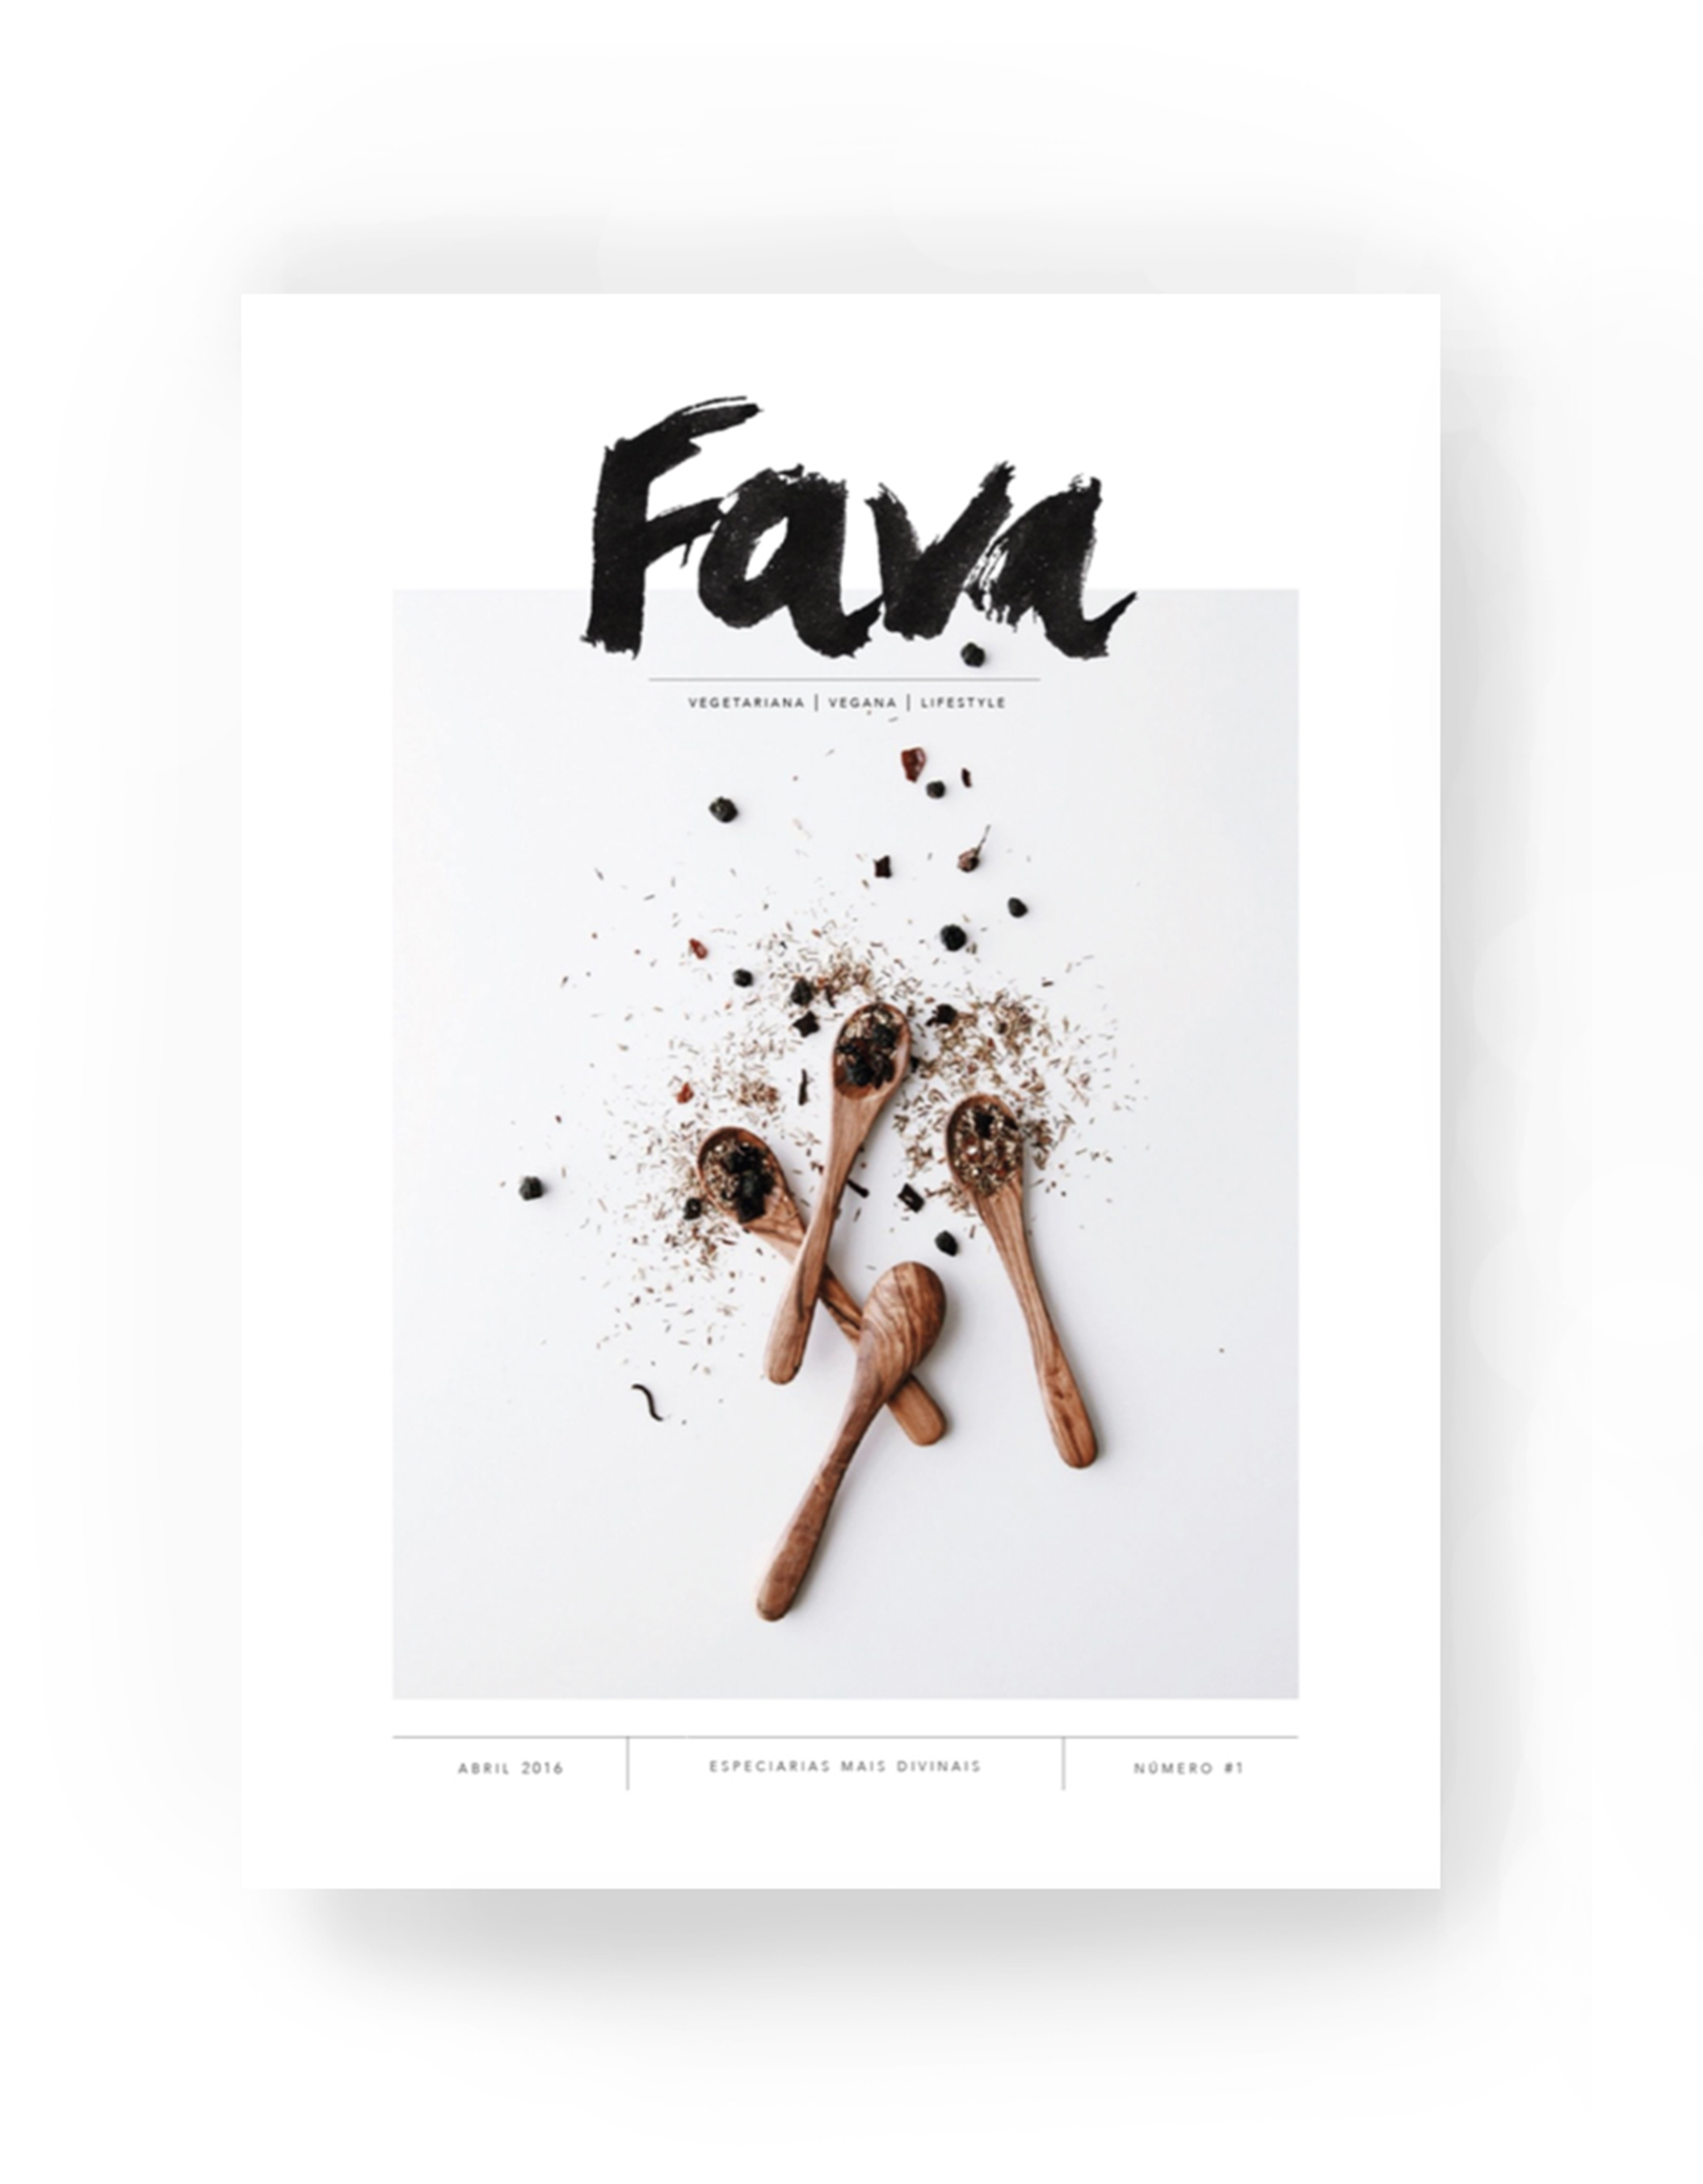 Fava
VEGETARIANA | VEGANA | LIFESTYLE
ABRIL 2016
ESPECIARIAS MAIS DIVINAIS
NÚMERO #1